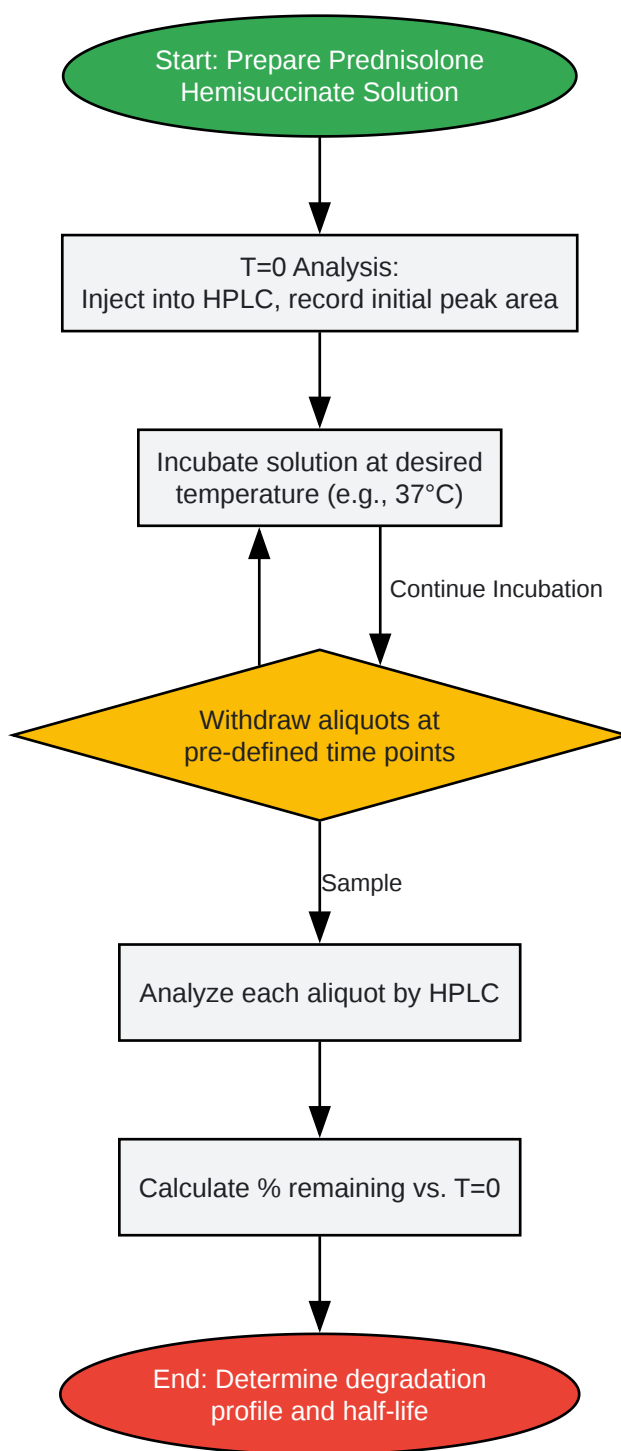 Start: Prepare Prednisolone
Hemisuccinate Solution
T=0 Analysis:
Inject into HPLC, record initial peak area
Incubate solution at desired
temperature (e.g., 37°C)
Continue Incubation
Withdraw aliquots at
pre-defined time points
Sample
Analyze each aliquot by HPLC
Calculate % remaining vs. T=0
End: Determine degradation
profile and half-life